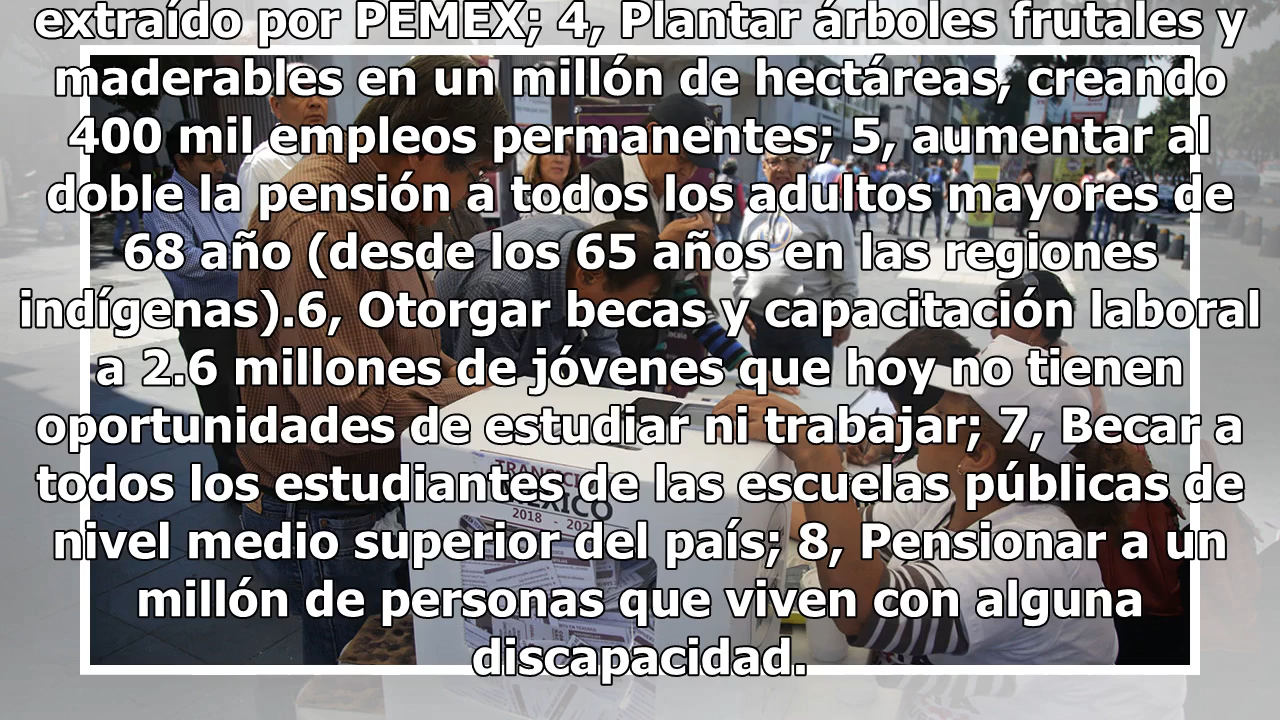 extraído por PEMEX; 4, Plantar árboles frutales y
maderables en un millón de hectáreas, creando
400 mil empleos permanentes; 5, aumentar al
doble la pensión a todos los adultos mayores de
68 año (desde los 65 años en las regiones
indígenas).6, Otorgar becas y capacitación laboral
a 2.6 millones de jóvenes que hoy no tienen
oportunidades de estudiar ni trabajar; 7, Becar a
todos los estudiantes de las escuelas públicas de
nivel medio superior del país; 8, Pensionar a un
millón de personas que viven con alguna
discapacidad.
MÉXICO
2018 - 202